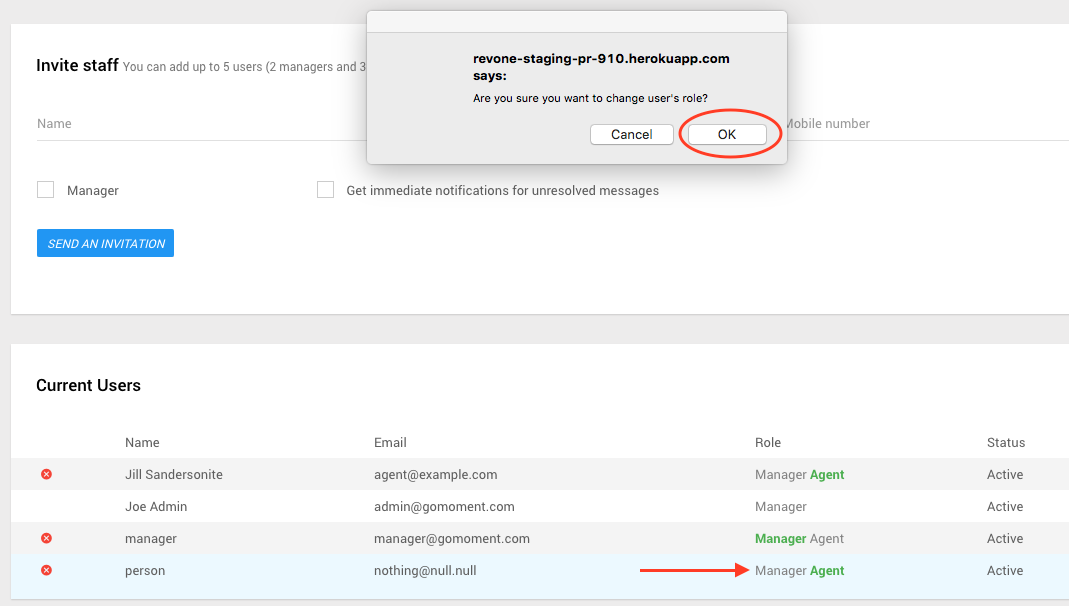 revone-staging-pr-910.herokuapp.com
says:
Are you sure you want to change user's role?
Cancel OK
Invite staff You can add up to 5 users (2 managers and 3
Name Mobile number
Manager Get immediate notifications for unresolved messages
SEND AN INVITATION
Current Users
Name Email Role Status
Jill Sandersonite agent@example.com Manager Agent Active
Joe Admin admin@gomoment.com Manager Active
manager manager@gomoment.com Manager Agent Active
person nothing@null.null Manager Agent Active